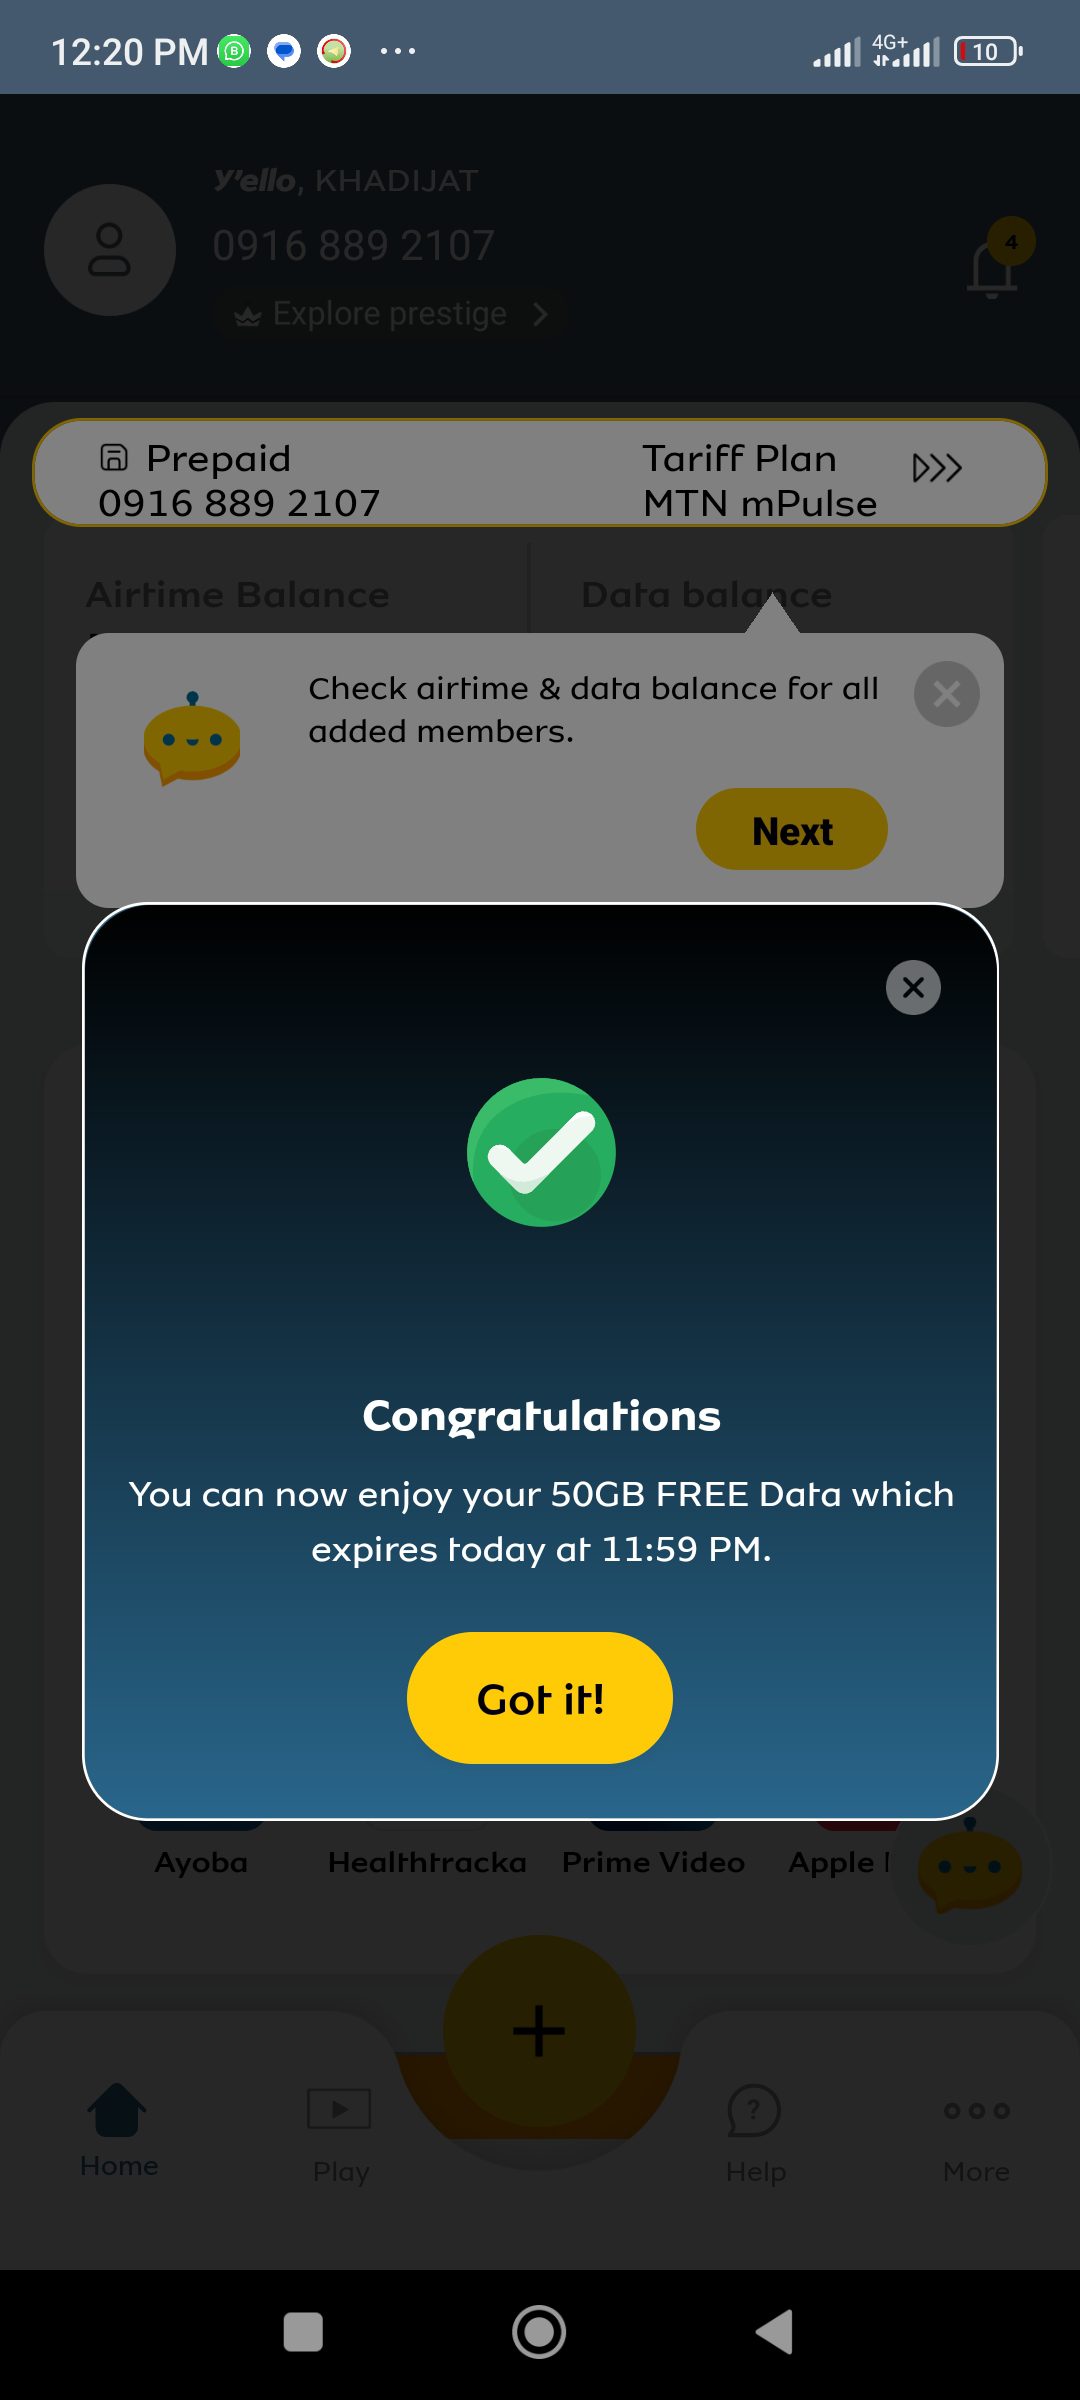 12:20 PM
4G+
10
Y'ello, KHADIJAT
0916 889 2107
4
Explore prestige
Prepaid
Tariff Plan
0916 889 2107
MTN mPulse
Airtime Balance
Data balance
Check airtime & data balance for all
added members.
Next
Congratulations
You can now enjoy your 50GB FREE Data which
expires today at 11:59 PM.
Got it!
Ayoba
Healthtracka
Prime Video
Apple
Home
Play
Help
More